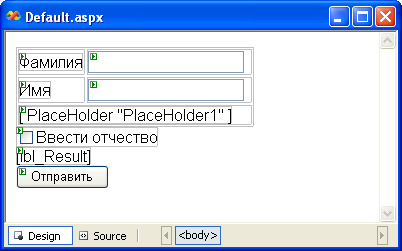 Default.aspx
Фамилия
Имя
["PlaceHolder "PlaceHolder1" ]
Ввести отчество
[lbl_Result]
Отправить
Design Source <body>